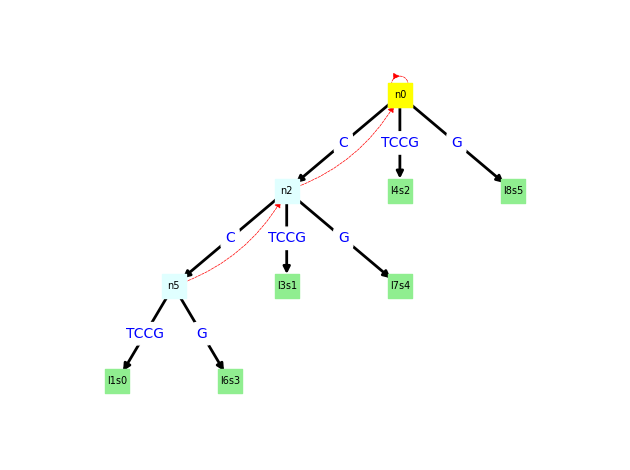 n0
C TCCG G
n2 l4s2 l8s5
C TCCG G
n5 l3s1 l7s4
TCCG G
l1s0 l6s3